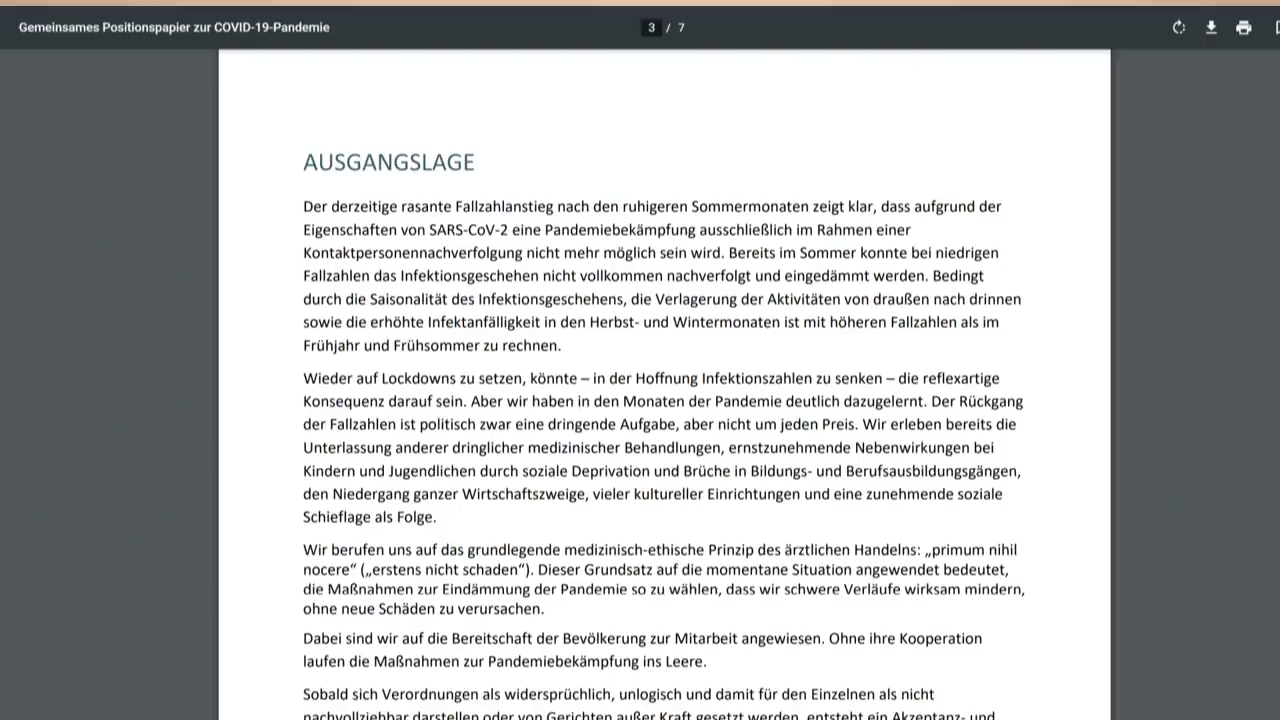 Gemeinsames Positionspapier zur COVID-19-Pandemie
3 / 7
AUSGANGSLAGE
Der derzeitige rasante Fallzahlanstieg nach den ruhigeren Sommermonaten zeigt klar, dass aufgrund der
Eigenschaften von SARS-CoV-2 eine Pandemiebekämpfung ausschließlich im Rahmen einer
Kontaktpersonennachverfolgung nicht mehr möglich sein wird. Bereits im Sommer konnte bei niedrigen
Fallzahlen das Infektionsgeschehen nicht vollkommen nachverfolgt und eingedämmt werden. Bedingt
durch die Saisonalität des Infektionsgeschehens, die Verlagerung der Aktivitäten von draußen nach drinnen
sowie die erhöhte Infektanfälligkeit in den Herbst- und Wintermonaten ist mit höheren Fallzahlen als im
Frühjahr und Frühsommer zu rechnen.
Wieder auf Lockdowns zu setzen, könnte – in der Hoffnung Infektionszahlen zu senken – die reflexartige
Konsequenz darauf sein. Aber wir haben in den Monaten der Pandemie deutlich dazugelernt. Der Rückgang
der Fallzahlen ist politisch zwar eine dringende Aufgabe, aber nicht um jeden Preis. Wir erleben bereits die
Unterlassung anderer dringlicher medizinischer Behandlungen, ernstzunehmende Nebenwirkungen bei
Kindern und Jugendlichen durch soziale Deprivation und Brüche in Bildungs- und Berufsausbildungsgängen,
den Niedergang ganzer Wirtschaftszweige, vieler kultureller Einrichtungen und eine zunehmende soziale
Schieflage als Folge.
Wir berufen uns auf das grundlegende medizinisch-ethische Prinzip des ärztlichen Handelns: „primum nihil
nocere“ („erstens nicht schaden“). Dieser Grundsatz auf die momentane Situation angewendet bedeutet,
die Maßnahmen zur Eindämmung der Pandemie so zu wählen, dass wir schwere Verläufe wirksam mindern,
ohne neue Schäden zu verursachen.
Dabei sind wir auf die Bereitschaft der Bevölkerung zur Mitarbeit angewiesen. Ohne ihre Kooperation
laufen die Maßnahmen zur Pandemiebekämpfung ins Leere.
Sobald sich Verordnungen als widersprüchlich, unlogisch und damit für den Einzelnen als nicht
nachvollziehbar darstellen oder von Gerichten außer Kraft gesetzt werden, entsteht ein Akzeptanz- und